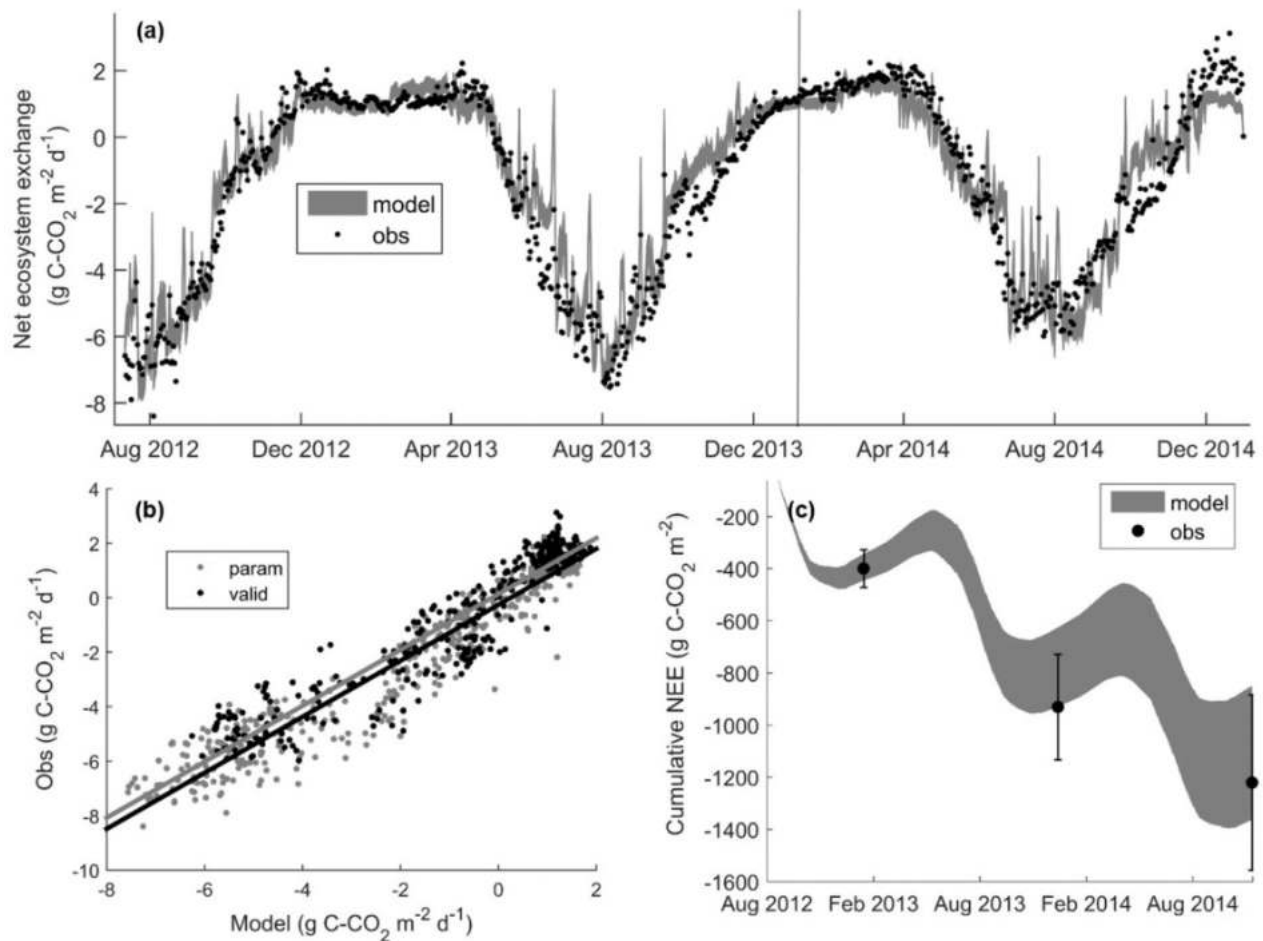 (a)
2
0
-2
-4
-6
-8
Net ecosystem exchange
(g C-CO2 m-2 d-1)
model
obs
Aug 2012 Dec 2012 Apr 2013 Aug 2013 Dec 2013 Apr 2014 Aug 2014 Dec 2014
(b)
4
2
0
-2
-4
-6
-8
-10
Obs (g C-CO2 m-2 d-1)
param
valid
-8 -6 -4 -2 0 2
Model (g C-CO2 m-2 d-1)
(c)
model
obs
-200
-400
-600
-800
-1000
-1200
-1400
-1600
Cumulative NEE (g C-CO2 m-2)
Aug 2012 Feb 2013 Aug 2013 Feb 2014 Aug 2014